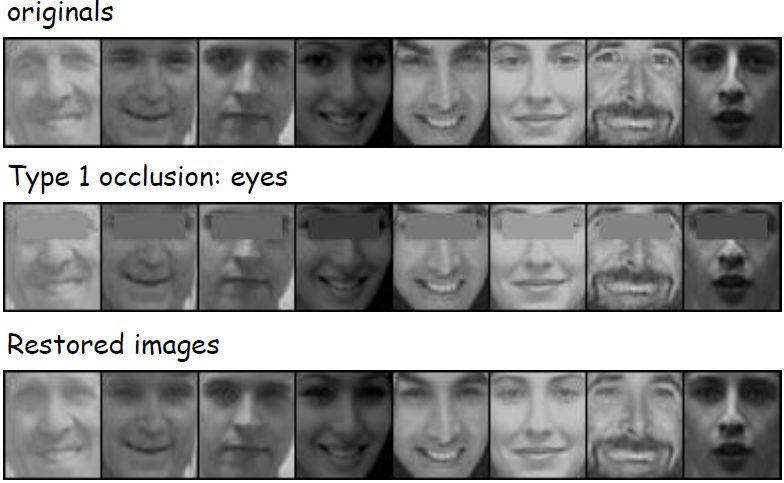 originals
Type 1 occlusion: eyes
Restored images